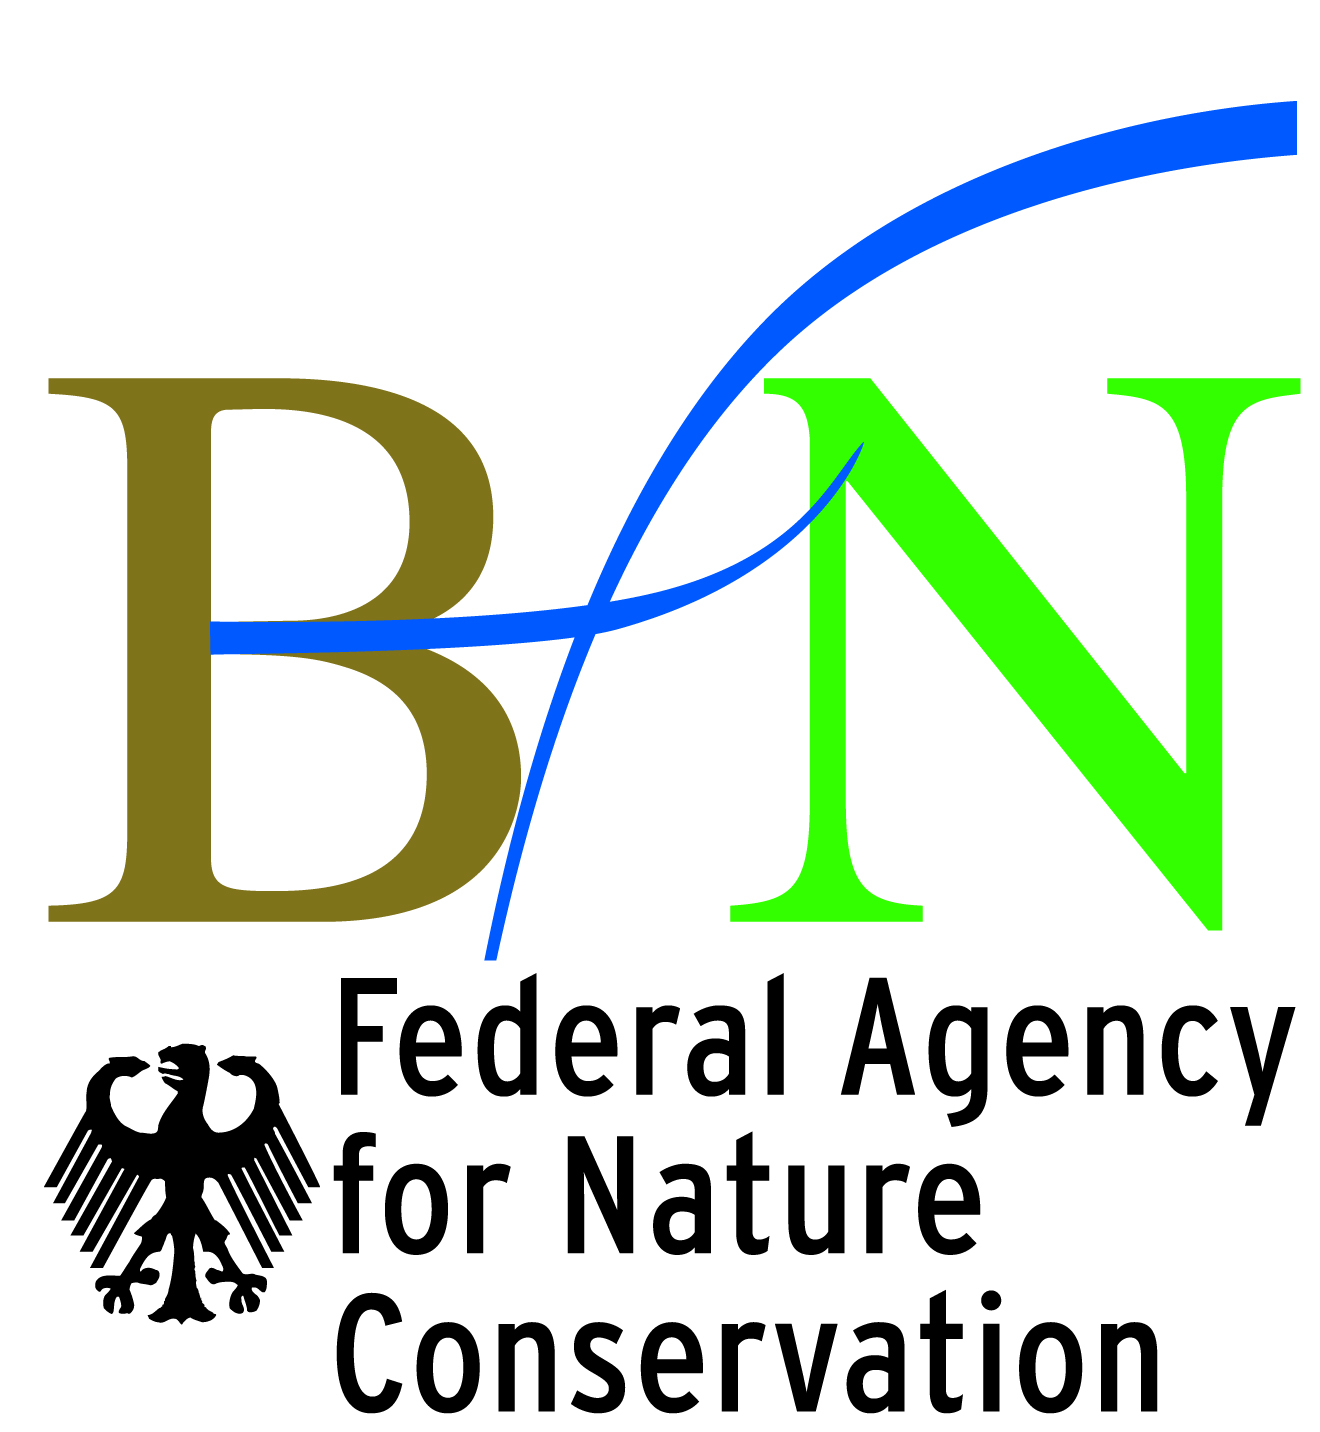 BfN
Federal Agency
for Nature
Conservation